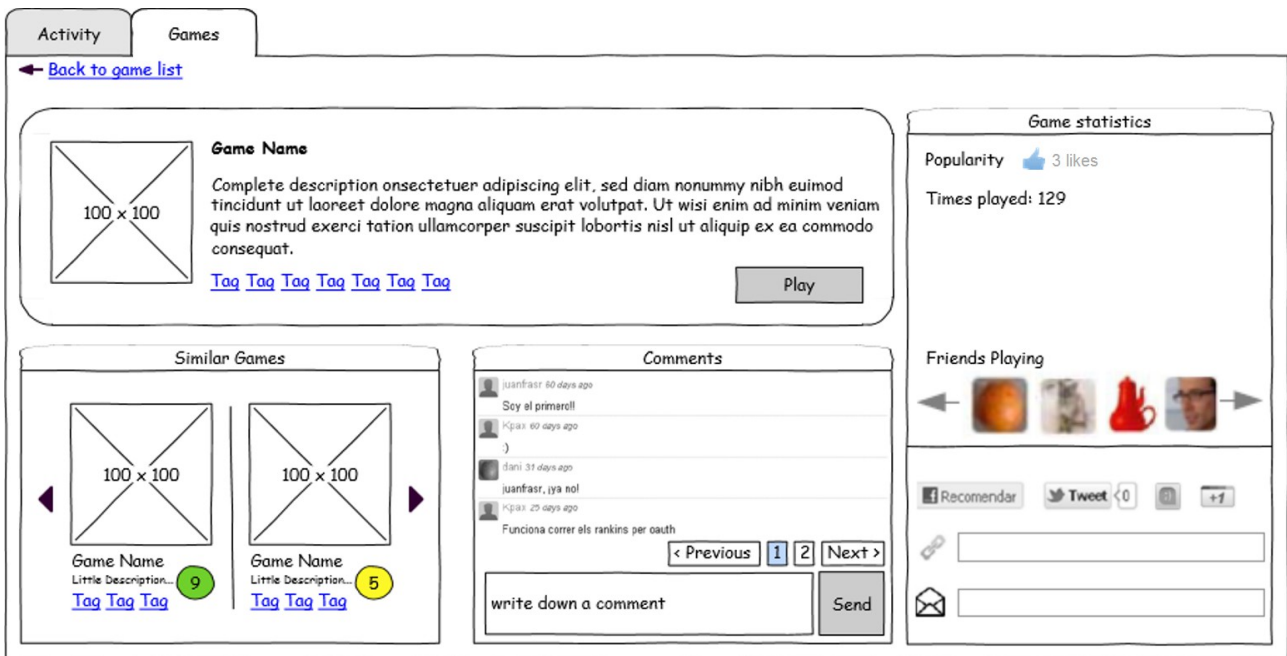 Activity
Games
Back to game list
100 x 100
Game Name
Complete description onsectetuer adipiscing elit, sed diam nonummy nibh euimod
tincidunt ut laoreet dolore magna aliquam erat volutpat. Ut wisi enim ad minim veniam
quis nostrud exerci tation ullamcorper suscipit lobortis nisl ut aliquip ex ea commodo
consequat.
Tag Tag Tag Tag Tag Tag Tag
Play
Similar Games
100 x 100
100 x 100
Game Name
Little Description...
9
Tag Tag Tag
Game Name
Little Description...
5
Tag Tag Tag
Comments
juanfrasr 60 days ago
Soy el primero!!
Kpax 60 days ago
:)
dani 31 days ago
juanfrasr, ¡ya no!
Kpax 25 days ago
Funciona correr els rankins per oauth
< Previous 1 2 Next >
write down a comment
Send
Game statistics
Popularity 3 likes
Times played: 129
Friends Playing
Recomendar
Tweet 0
+1